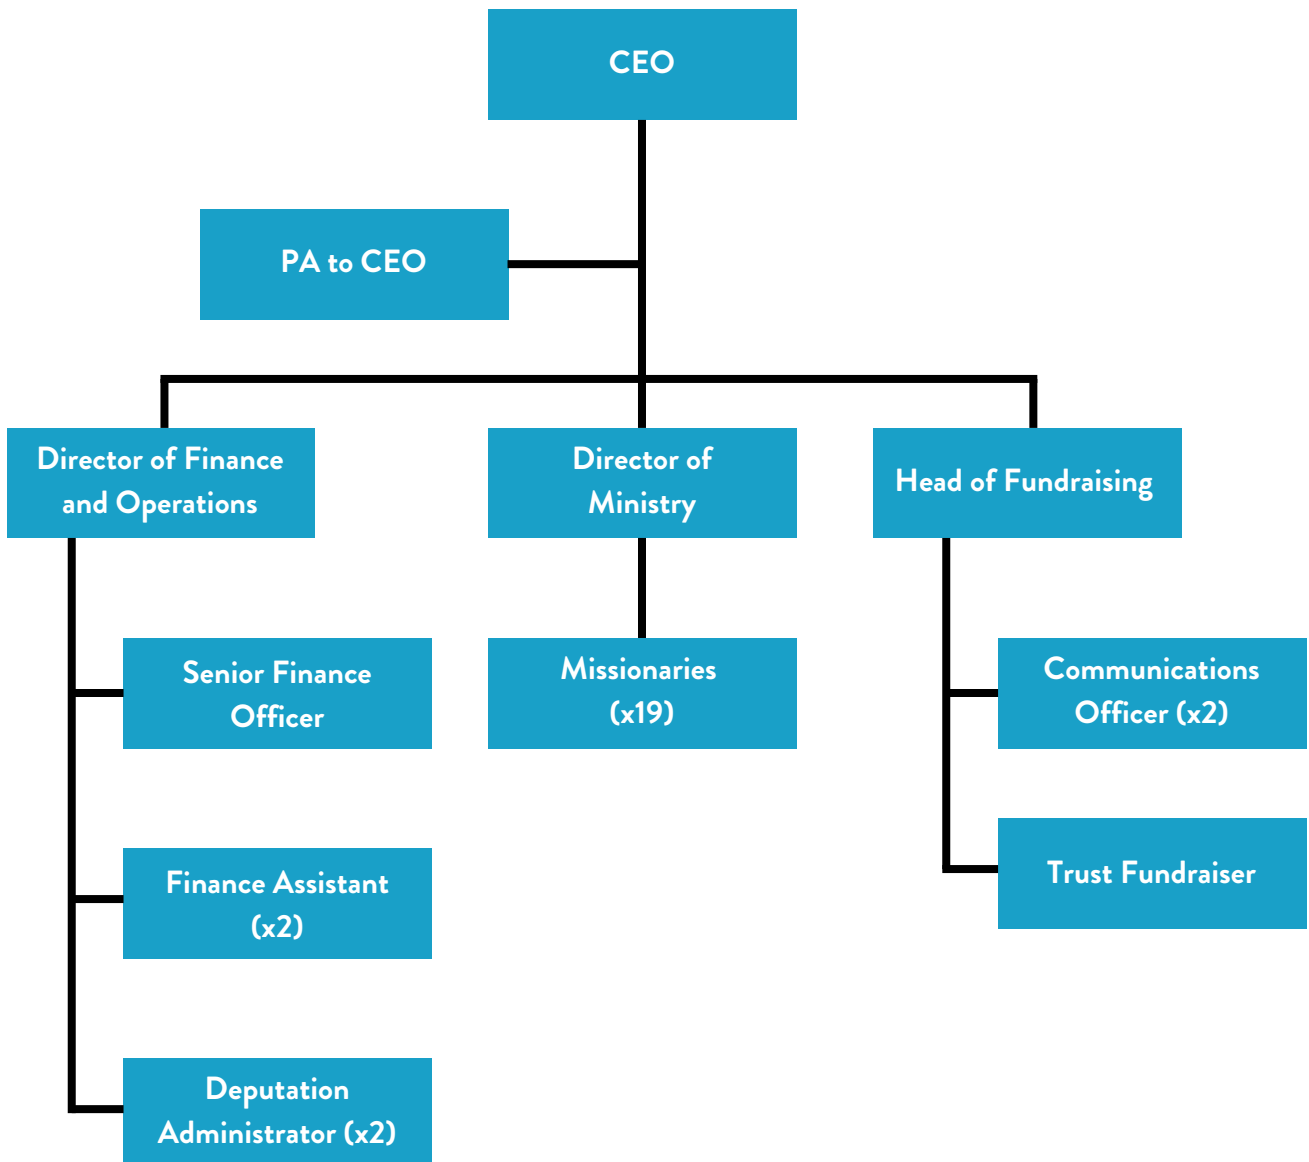 CEO
PA to CEO
Director of Finance
and Operations
Director of
Ministry
Head of Fundraising
Senior Finance
Officer
Missionaries
(x19)
Communications
Officer (x2)
Finance Assistant
(x2)
Trust Fundraiser
Deputation
Administrator (x2)